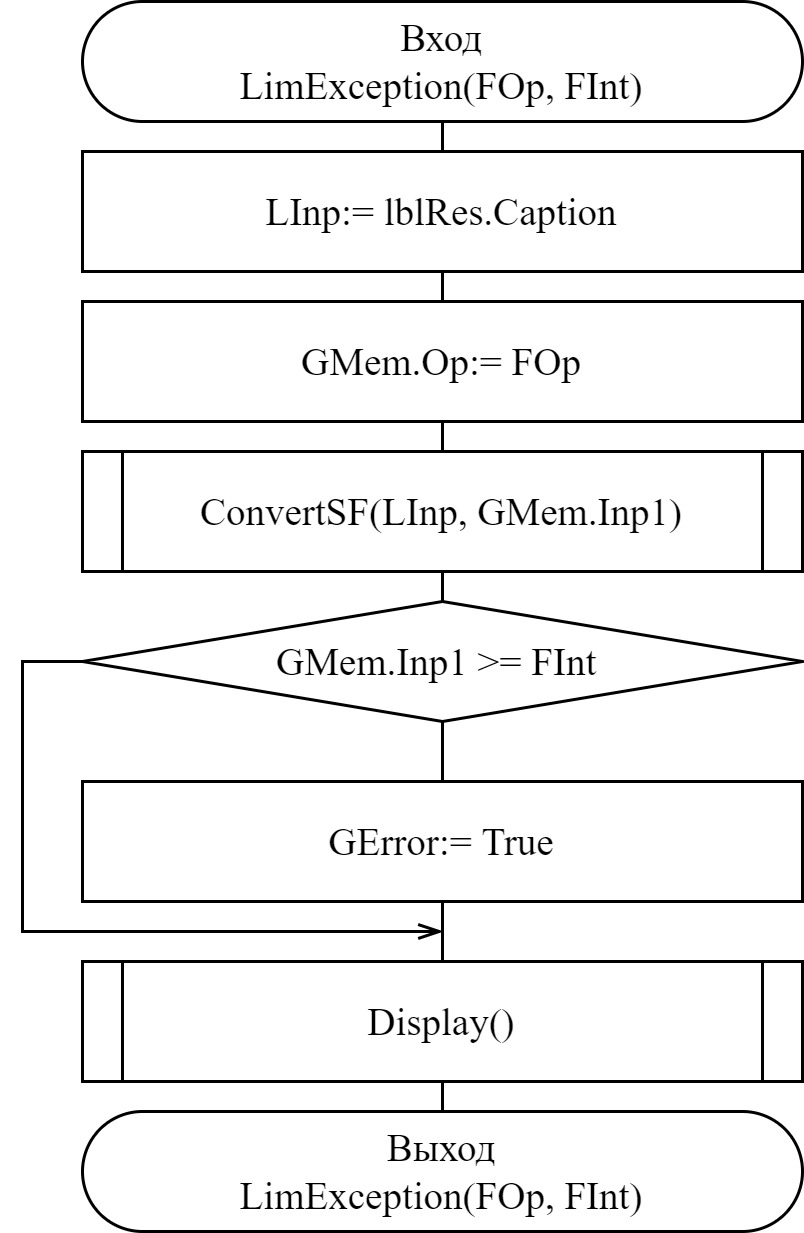 Вход
LimException(FOp, FInt)
LInp:= lblRes.Caption
GMem.Op:= FOp
ConvertSF(LInp, GMem.Inp1)
GMem.Inp1 >= FInt
GError:= True
Display()
Выход
LimException(FOp, FInt)